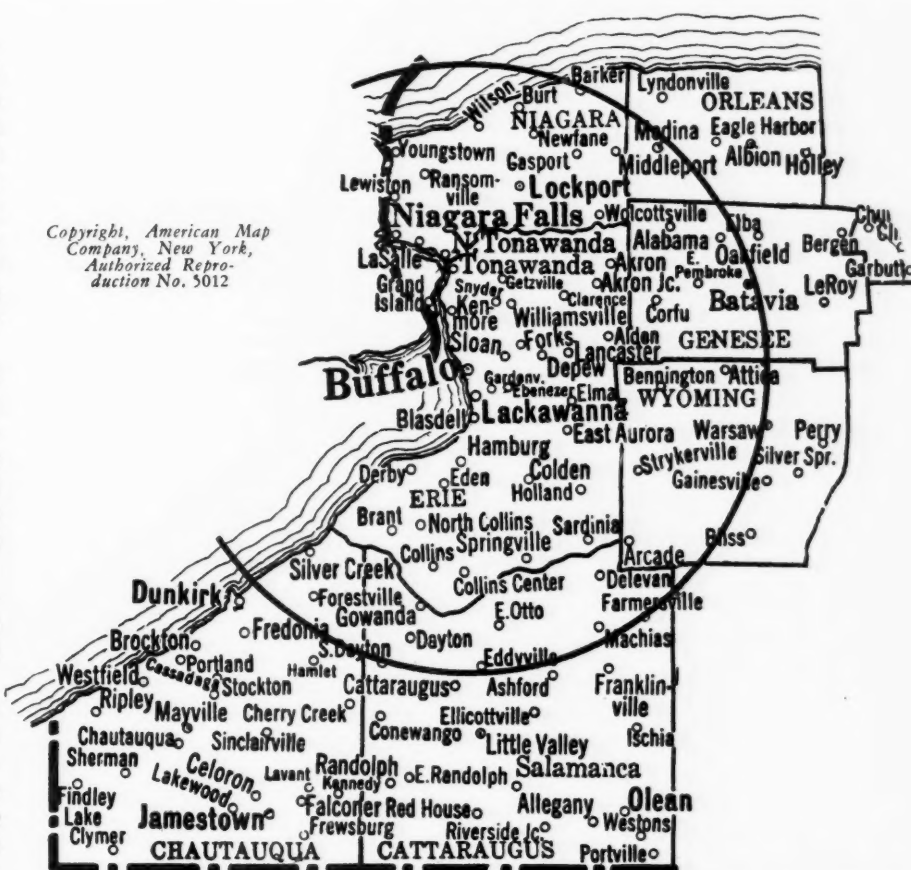 Copyright, American Map
Company, New York,
Authorized Repro-
duction No. 5012
Barker
Lyndonville
Wilson
Burt
ORLEANS
NIAGARA
Newfane
Medina
Eagle Harbor
Youngstown
Gasport
Middleport
Albion
Holley
Lewiston
Ransom-
ville
Lockport
Niagara Falls
Wolcottsville
Elba
N. Tonawanda
Alabama
Oakfield
Bergen
LaSalle
Tonawanda
Akron
E.
Pembroke
Garbutt
Grand
Island
Snyder
Getzville
Akron Jc.
Batavia
LeRoy
Ken-
more
Clarence
Williamsville
Corfu
Sloan
Forks
Alden
GENESEE
Lancaster
Depew
Buffalo
Gardenv.
Ebenezer
Elma
Bennington
Attica
WYOMING
Blasdell
Lackawanna
East Aurora
Warsaw
Perry
Hamburg
Strykerville
Silver Spr.
Derby
Eden
Colden
Gainesville
ERIE
Holland
Brant
North Collins
Sardinia
Collins
Springville
Bliss
Silver Creek
Arcade
Collins Center
Delevan
Dunkirk
Forestville
Farmersville
Gowanda
E.Otto
Fredonia
Dayton
Machias
Brockton
S.Dayton
Eddyville
Westfield
Cassadaga
Portland
Hamlet
Stockton
Cattaraugus
Ashford
Franklin-
ville
Ripley
Mayville
Cherry Creek
Ellicottville
Conewango
Ischia
Chautauqua
Sinclairville
Little Valley
Sherman
Celoron
Lavant
Randolph
Salamanca
Lakewood
Kennedy
E.Randolph
Findley
Lake
Falconer
Red House
Allegany
Olean
Jamestown
Clymer
Frewsburg
Riverside Jc.
Westons
CHAUTAUQUA
CATTARAUGUS
Portville